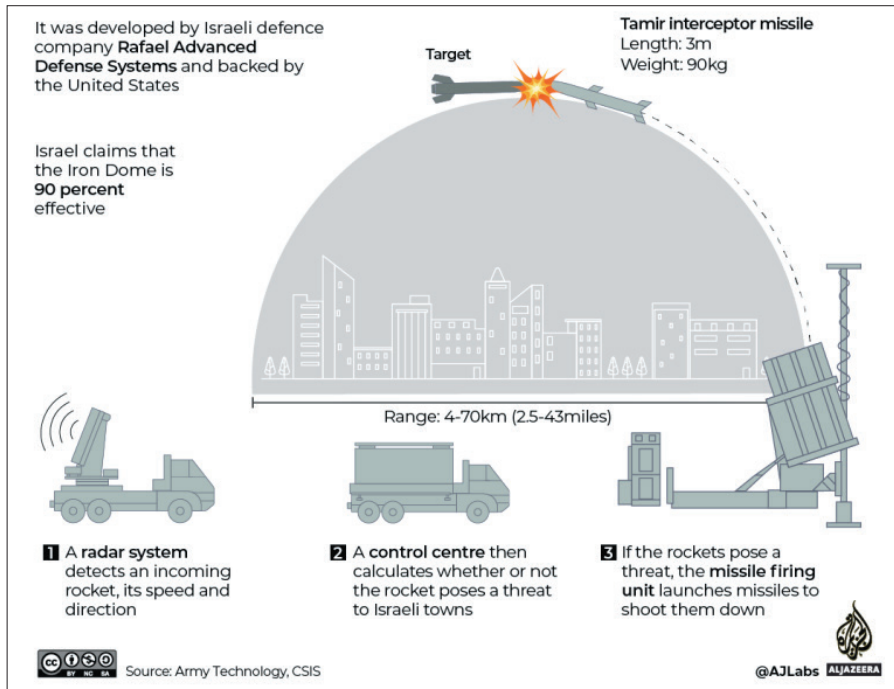 It was developed by Israeli defence
company Rafael Advanced
Defense Systems and backed by
the United States
Israel claims that
the Iron Dome is
90 percent
effective
Target
Tamir interceptor missile
Length: 3m
Weight: 90kg
Range: 4-70km (2.5-43miles)
1 A radar system
detects an incoming
rocket, its speed and
direction
2 A control centre then
calculates whether or not
the rocket poses a threat
to Israeli towns
3 If the rockets pose a
threat, the missile firing
unit launches missiles to
shoot them down
cc
BY NC SA
Source: Army Technology, CSIS
@AJLabs
ALJAZEERA